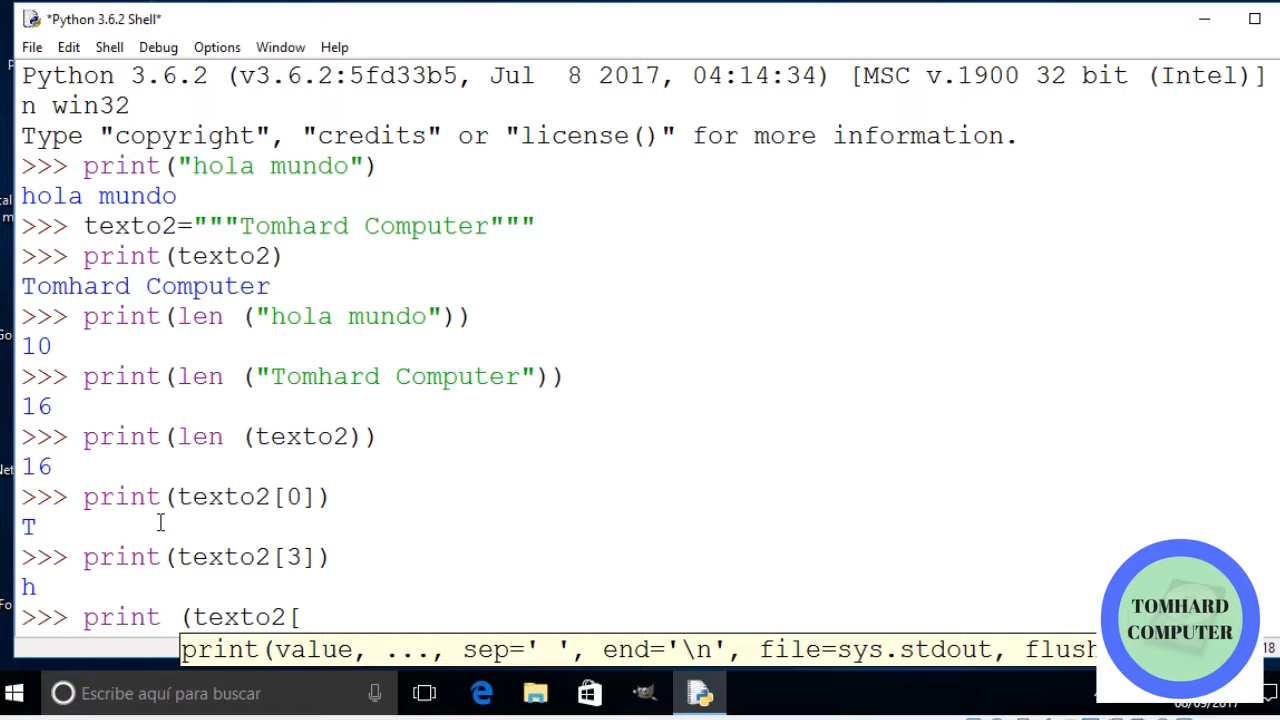 *Python 3.6.2 Shell*
File Edit Shell Debug Options Window Help
Python 3.6.2 (v3.6.2:5fd33b5, Jul  8 2017, 04:14:34) [MSC v.1900 32 bit (Intel)]
n win32
Type "copyright", "credits" or "license()" for more information.
>>> print("hola mundo")
hola mundo
>>> texto2="""Tomhard Computer"""
>>> print(texto2)
Tomhard Computer
>>> print(len ("hola mundo"))
10
>>> print(len ("Tomhard Computer"))
16
>>> print(len (texto2))
16
>>> print(texto2[0])
T
>>> print(texto2[3])
h
>>> print (texto2[
print(value, ..., sep=' ', end='\n', file=sys.stdout, flush
18
TOMHARD
COMPUTER
Escribe aquí para buscar
08/09/2017